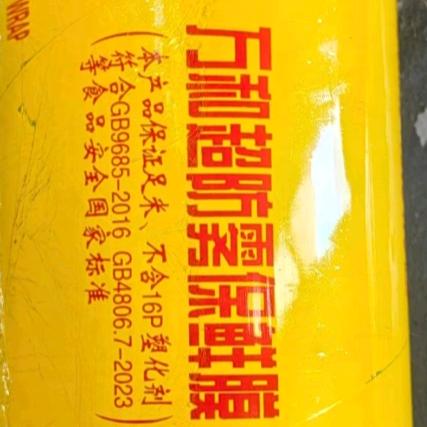 WRAP
万和超防雾保鲜膜
(本产品保证足米、不含16P塑化剂
符合GB9685-2016 GB4806.7-2023
等食品安全国家标准)